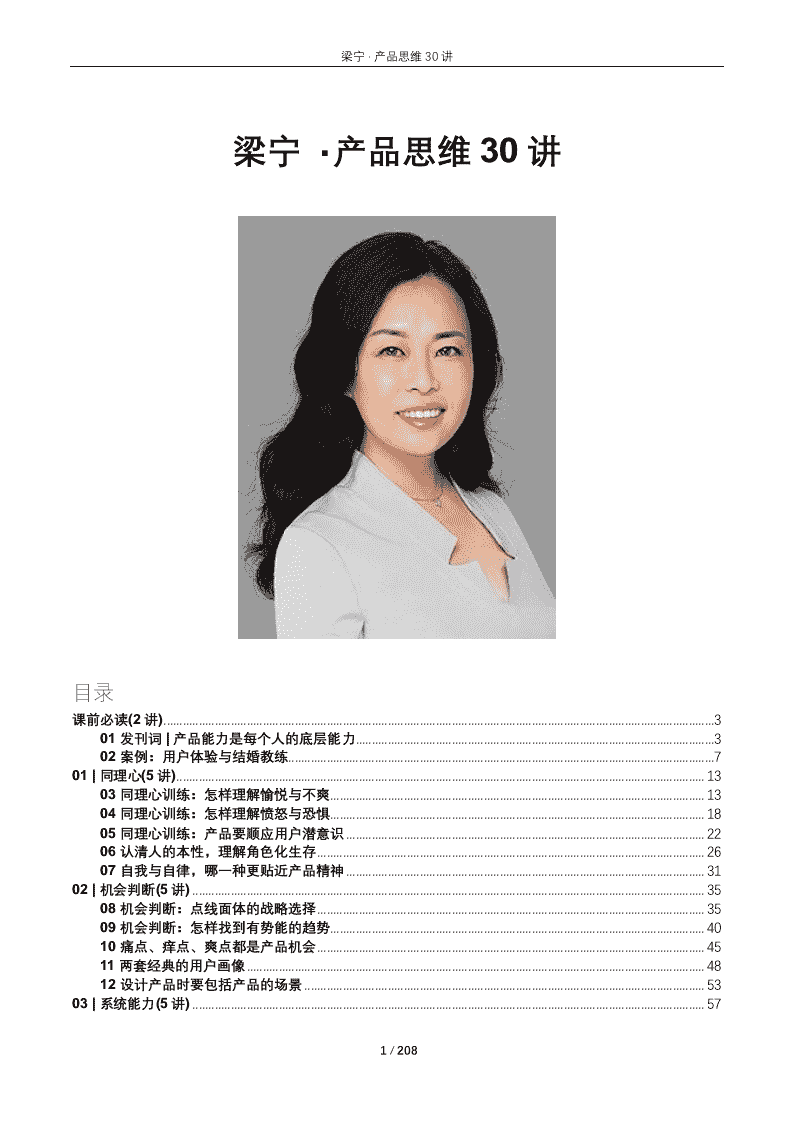 梁宁 · 产品思维 30 讲
梁宁 ·产品思维 30 讲
目录
课前必读(2 讲)........3
01 发刊词 | 产品能力是每个人的底层能力........3
02 案例：用户体验与结婚教练........7
01 | 同理心(5 讲)........13
03 同理心训练：怎样理解愉悦与不爽........13
04 同理心训练：怎样理解愤怒与恐惧........18
05 同理心训练：产品要顺应用户潜意识........22
06 认清人的本性，理解角色化生存........26
07 自我与自律，哪一种更贴近产品精神........31
02 | 机会判断(5 讲)........35
08 机会判断：点线面体的战略选择........35
09 机会判断：怎样找到有势能的趋势........40
10 痛点、痒点、爽点都是产品机会........45
11 两套经典的用户画像........48
12 设计产品时要包括产品的场景........53
03 | 系统能力(5 讲)........57
1 / 208